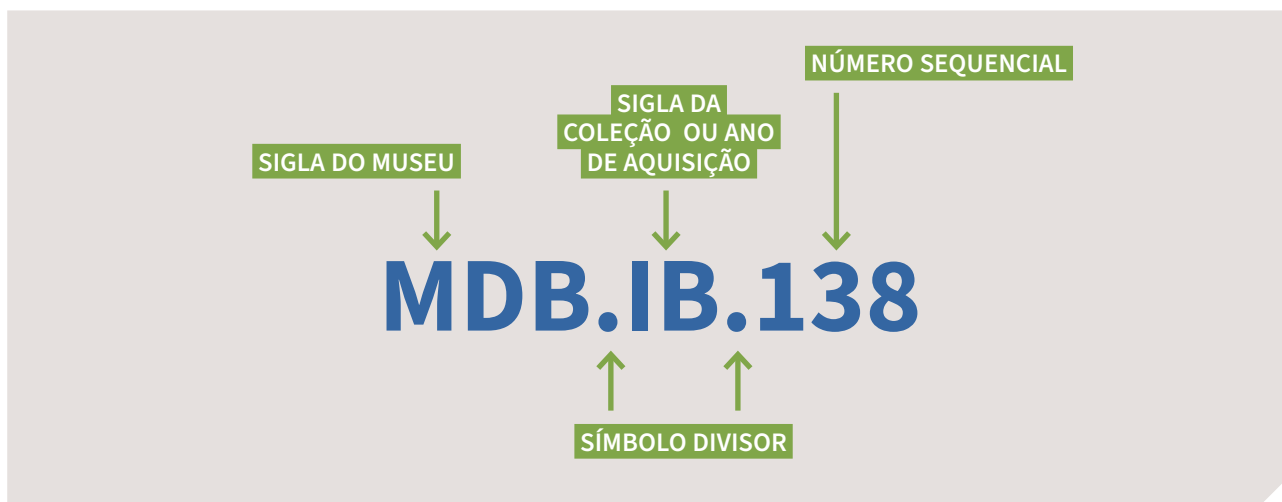 NÚMERO SEQUENCIAL
SIGLA DA
COLEÇÃO OU ANO
DE AQUISIÇÃO
SIGLA DO MUSEU
MDB.IB.138
SÍMBOLO DIVISOR